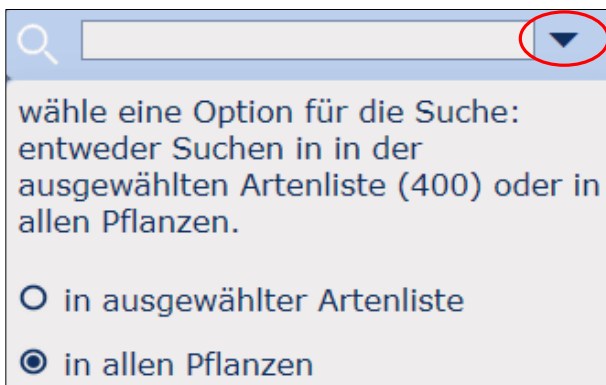 wähle eine Option für die Suche:
entweder Suchen in in der
ausgewählten Artenliste (400) oder in
allen Pflanzen.
in ausgewählter Artenliste
in allen Pflanzen